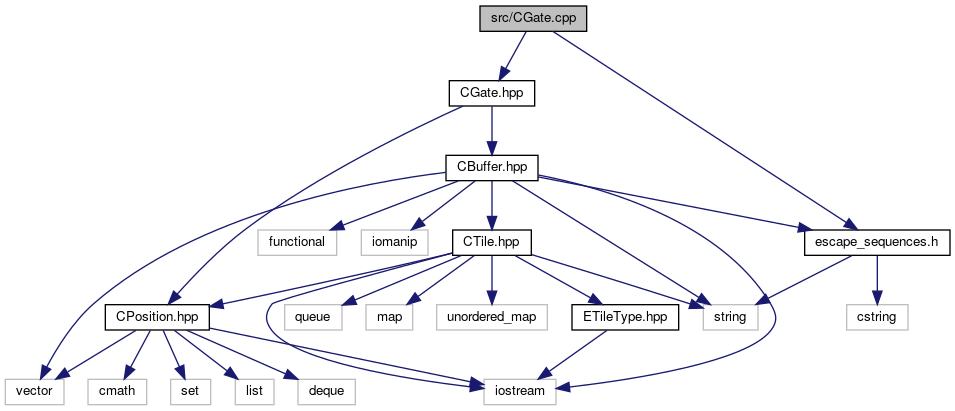 src/CGate.cpp
CGate.hpp
CBuffer.hpp
functional
iomanip
CTile.hpp
escape_sequences.h
CPosition.hpp
queue
map
unordered_map
ETileType.hpp
string
cstring
vector
cmath
set
list
deque
iostream